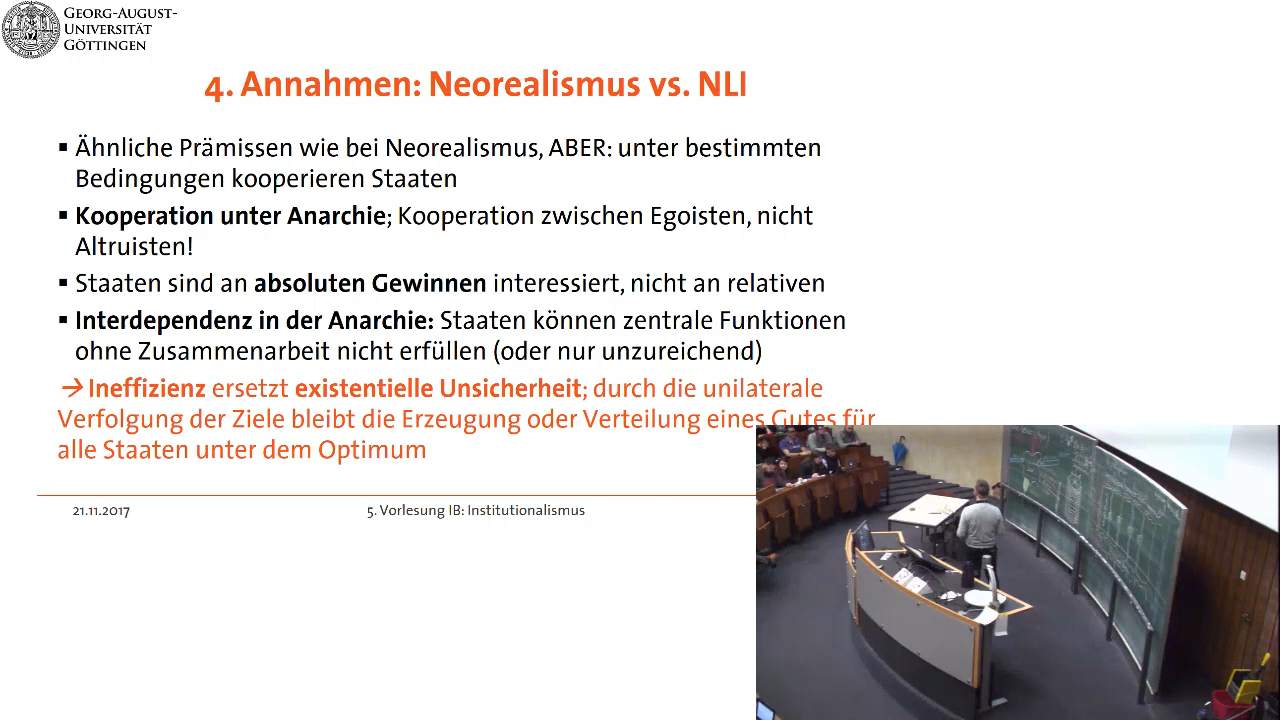 GEORG-AUGUST-
UNIVERSITÄT
GÖTTINGEN
4. Annahmen: Neorealismus vs. NLI
▪ Ähnliche Prämissen wie bei Neorealismus, ABER: unter bestimmten
Bedingungen kooperieren Staaten
▪ Kooperation unter Anarchie; Kooperation zwischen Egoisten, nicht
Altruisten!
▪ Staaten sind an absoluten Gewinnen interessiert, nicht an relativen
▪ Interdependenz in der Anarchie: Staaten können zentrale Funktionen
ohne Zusammenarbeit nicht erfüllen (oder nur unzureichend)
→ Ineffizienz ersetzt existentielle Unsicherheit; durch die unilaterale
Verfolgung der Ziele bleibt die Erzeugung oder Verteilung eines Gutes für
alle Staaten unter dem Optimum
21.11.2017
5. Vorlesung IB: Institutionalismus